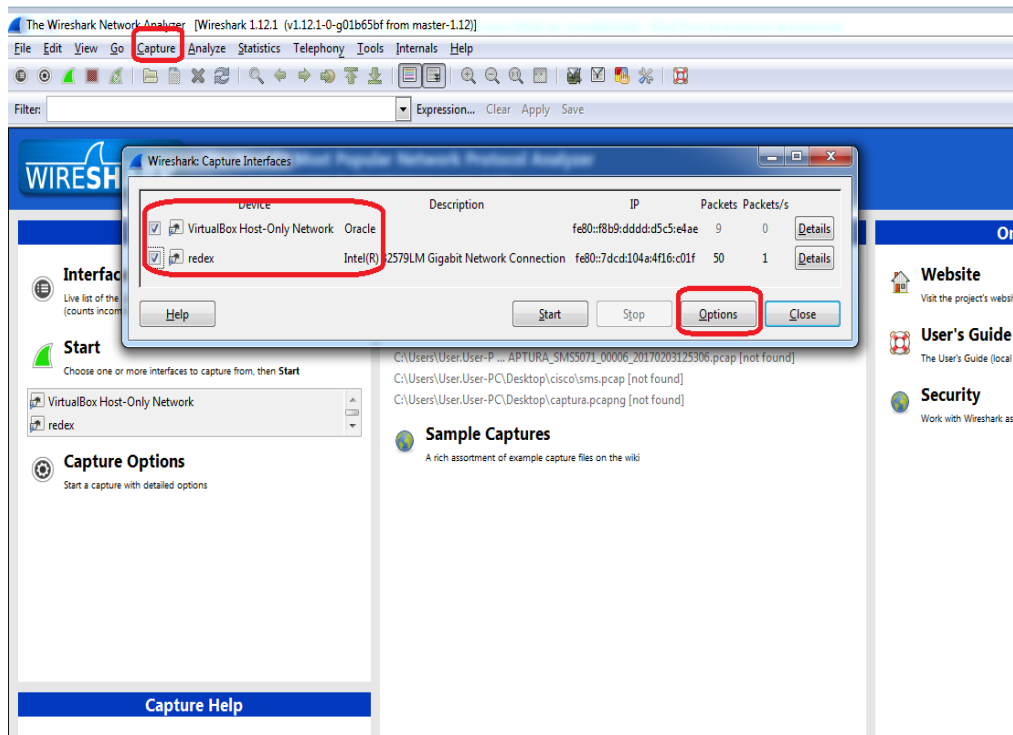 The Wireshark Network Analyzer [Wireshark 1.12.1 (v1.12.1-0-g01b65bf from master-1.12)]
File Edit View Go Capture Analyze Statistics Telephony Tools Internals Help
Filter: Expression... Clear Apply Save
WIRESH
Most Popular Network Protocol Analyzer
Wireshark: Capture Interfaces
Device Description IP Packets Packets/s
VirtualBox Host-Only Network Oracle fe80::f8b9:dddd:d5c5:e4ae 9 0 Details
redex Intel(R) 82579LM Gigabit Network Connection fe80::7dcd:104a:4f16:c01f 50 1 Details
Help Start Stop Options Close
Interfac
Live list of the
(counts incom
Start
Choose one or more interfaces to capture from, then Start
VirtualBox Host-Only Network
redex
Capture Options
Start a capture with detailed options
Capture Help
C:\Users\User.User-P ... APTURA_SMS5071_00006_20170203125306.pcap [not found]
C:\Users\User.User-PC\Desktop\cisco\sms.pcap [not found]
C:\Users\User.User-PC\Desktop\captura.pcapng [not found]
Sample Captures
A rich assortment of example capture files on the wiki
On
Website
Visit the project's websi
User's Guide
The User's Guide (local
Security
Work with Wireshark as